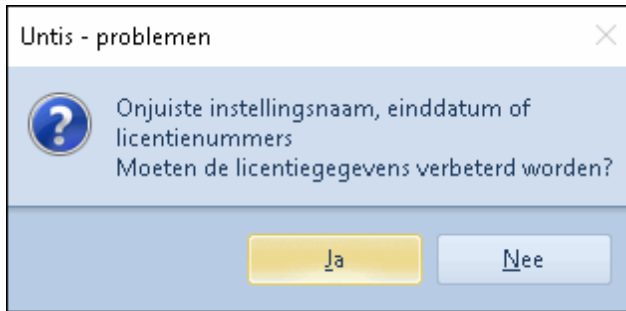 Untis - problemen
Onjuiste instellingsnaam, einddatum of
licentienummers
Moeten de licentiegegevens verbeterd worden?
Ja
Nee